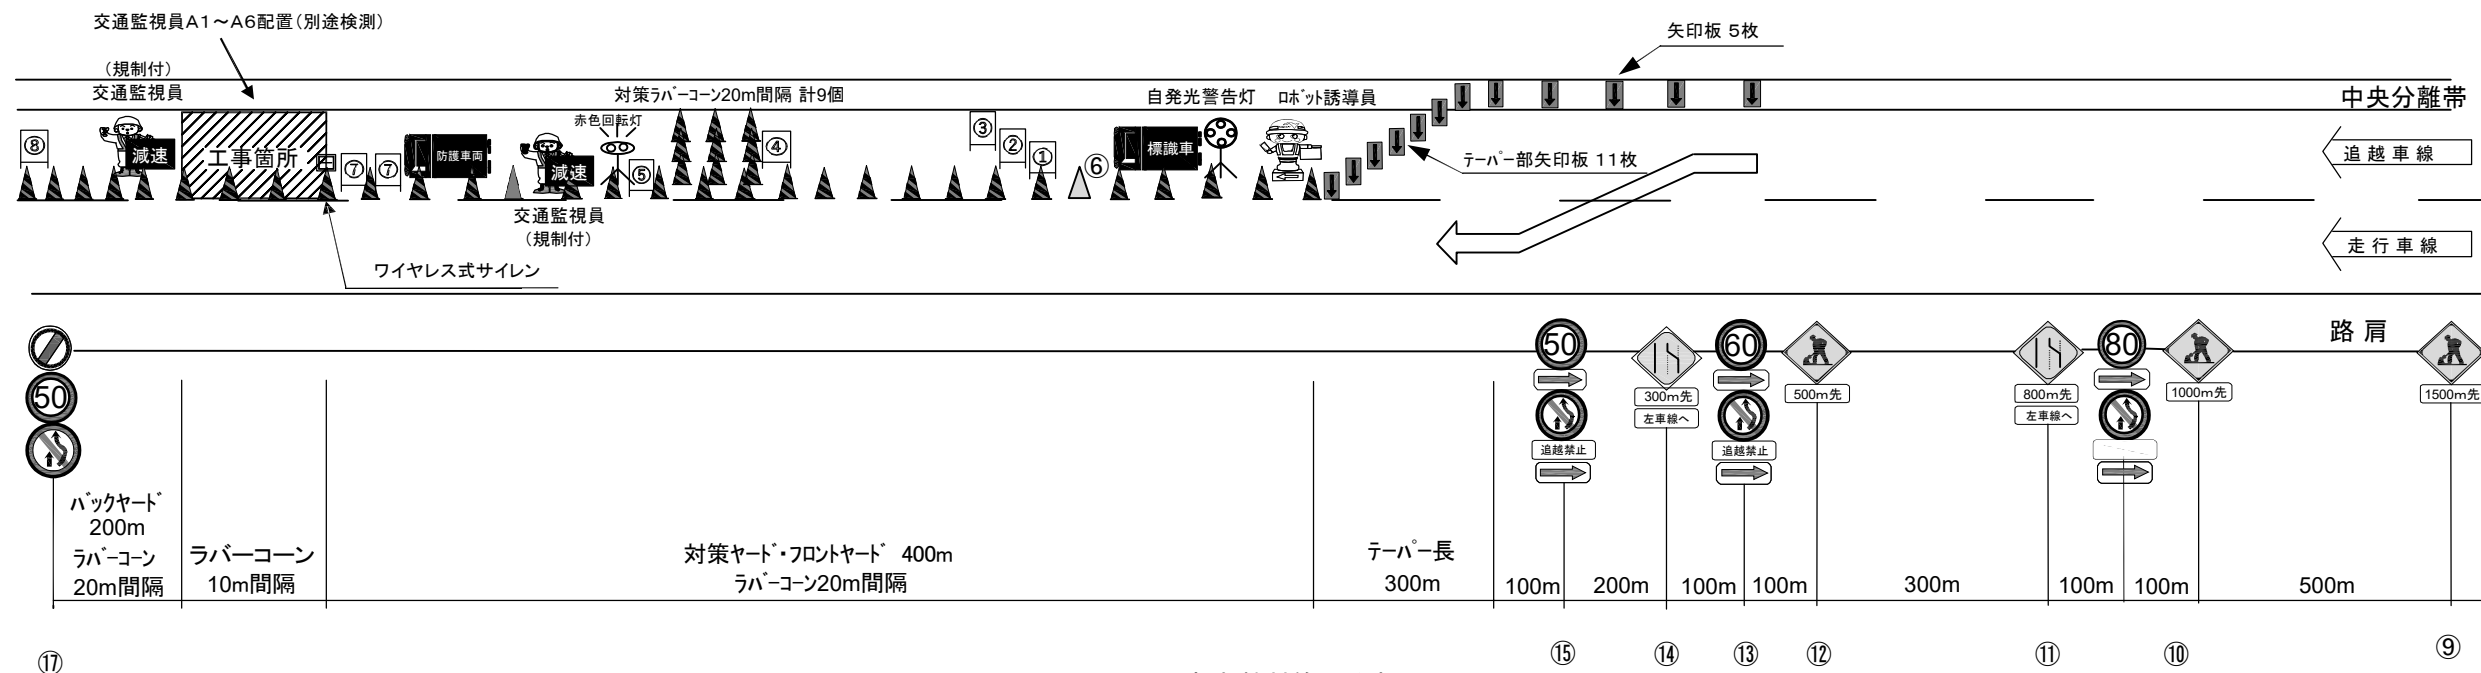 交通監視員A1～A6配置(別途検測)
矢印板 5枚
(規制付)
交通監視員
対策ラバーコーン20m間隔 計9個
自発光警告灯
ロボット誘導員
中央分離帯
赤色回転灯
⑧
減速
工事箇所
⑦
⑦
防護車両
減速
⑤
④
③
②
①
⑥
標識車
テーパー部矢印板 11枚
追越車線
交通監視員
(規制付)
走行車線
ワイヤレス式サイレン
路肩
50
60
80
50
300m先
左車線へ
500m先
800m先
左車線へ
1000m先
1500m先
追越禁止
追越禁止
バックヤード
200m
ラバーコーン
20m間隔
ラバーコーン
10m間隔
対策ヤード・フロントヤード 400m
ラバーコーン20m間隔
テーパー長
300m
100m
200m
100m
100m
300m
100m
100m
500m
⑰
⑮
⑭
⑬
⑫
⑪
⑩
⑨